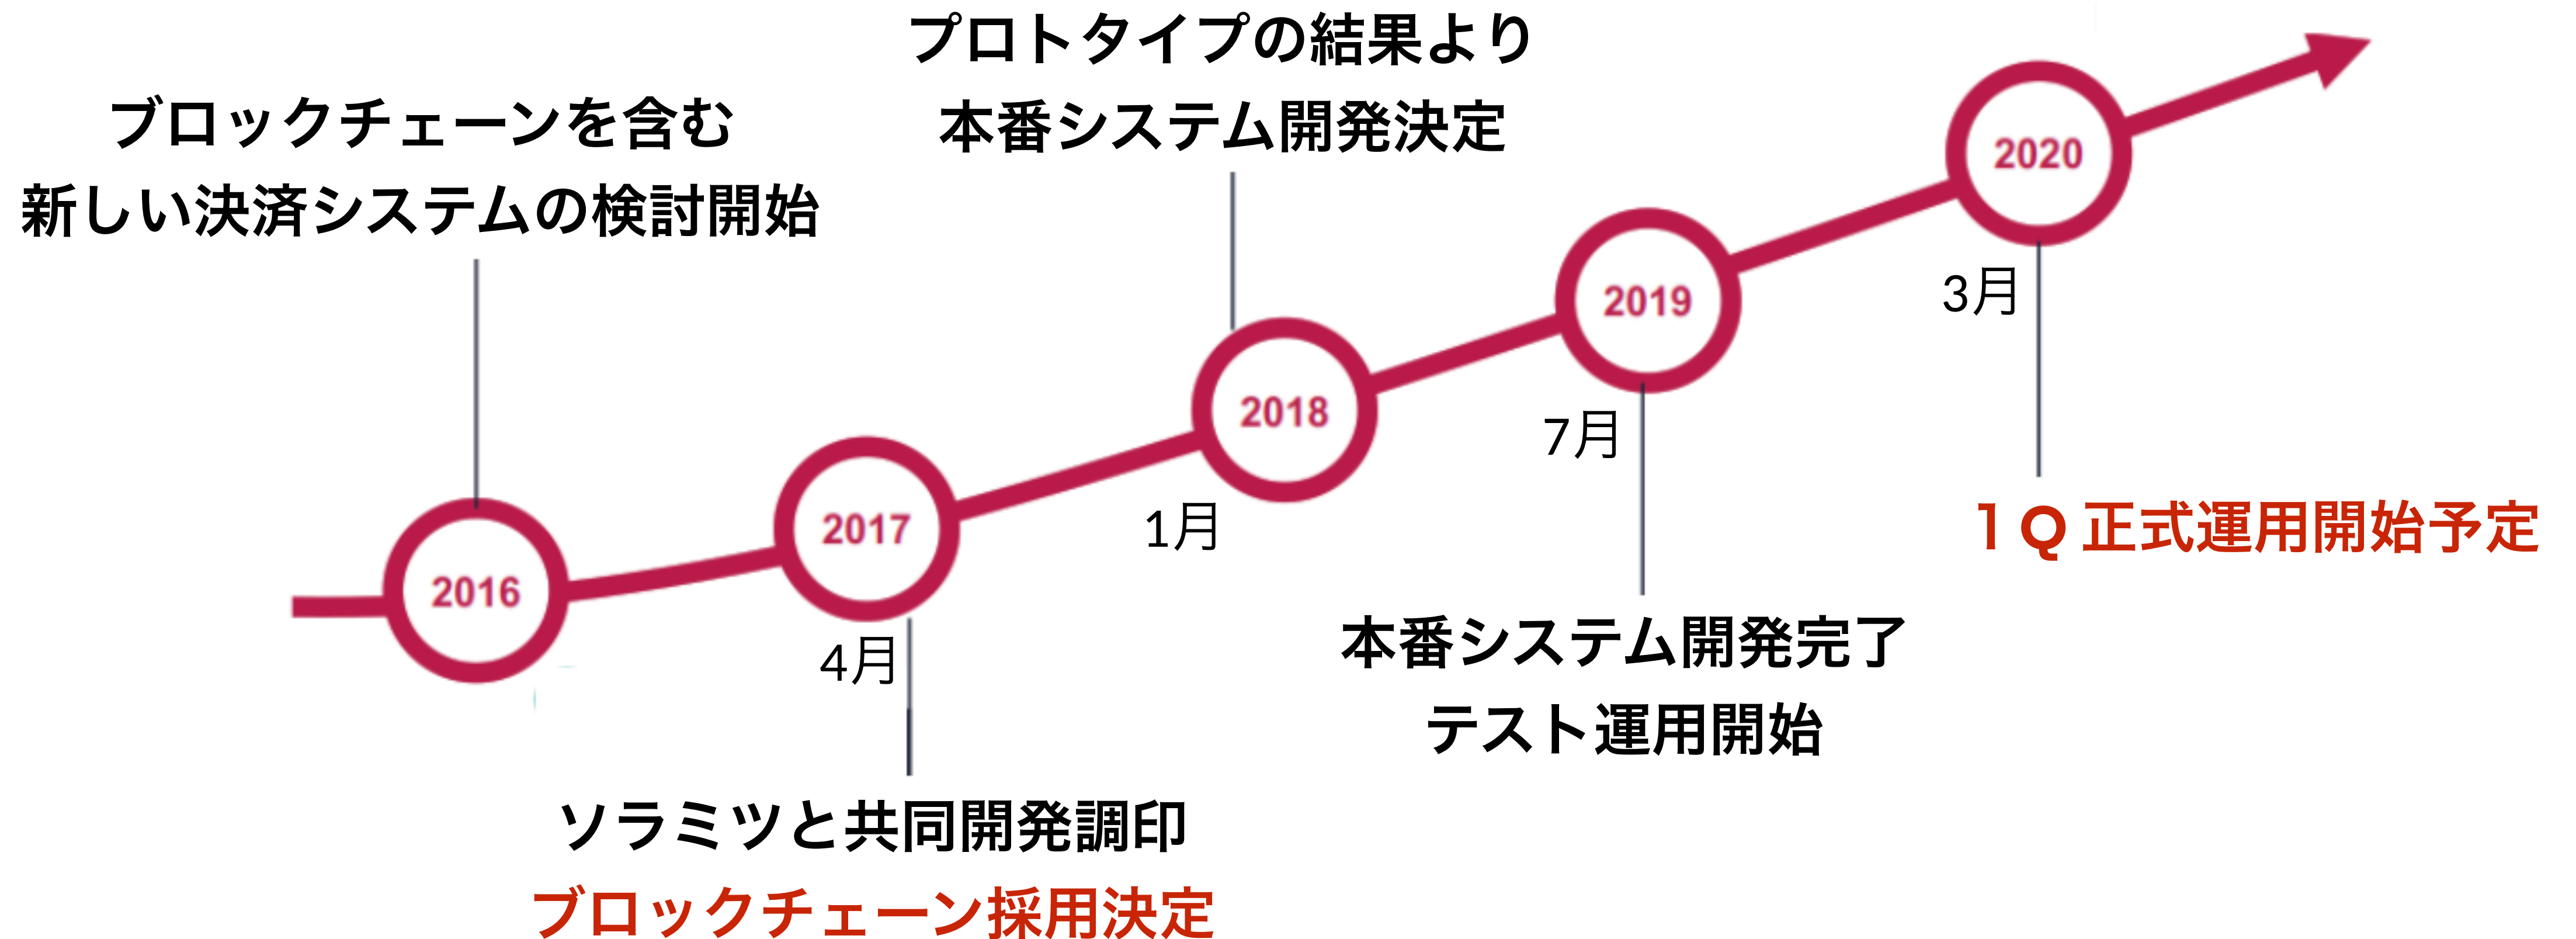 ブロックチェーンを含む
新しい決済システムの検討開始
2016
2017
4月
ソラミツと共同開発調印
ブロックチェーン採用決定
プロトタイプの結果より
本番システム開発決定
2018
1月
2019
7月
本番システム開発完了
テスト運用開始
2020
3月
1Q正式運用開始予定